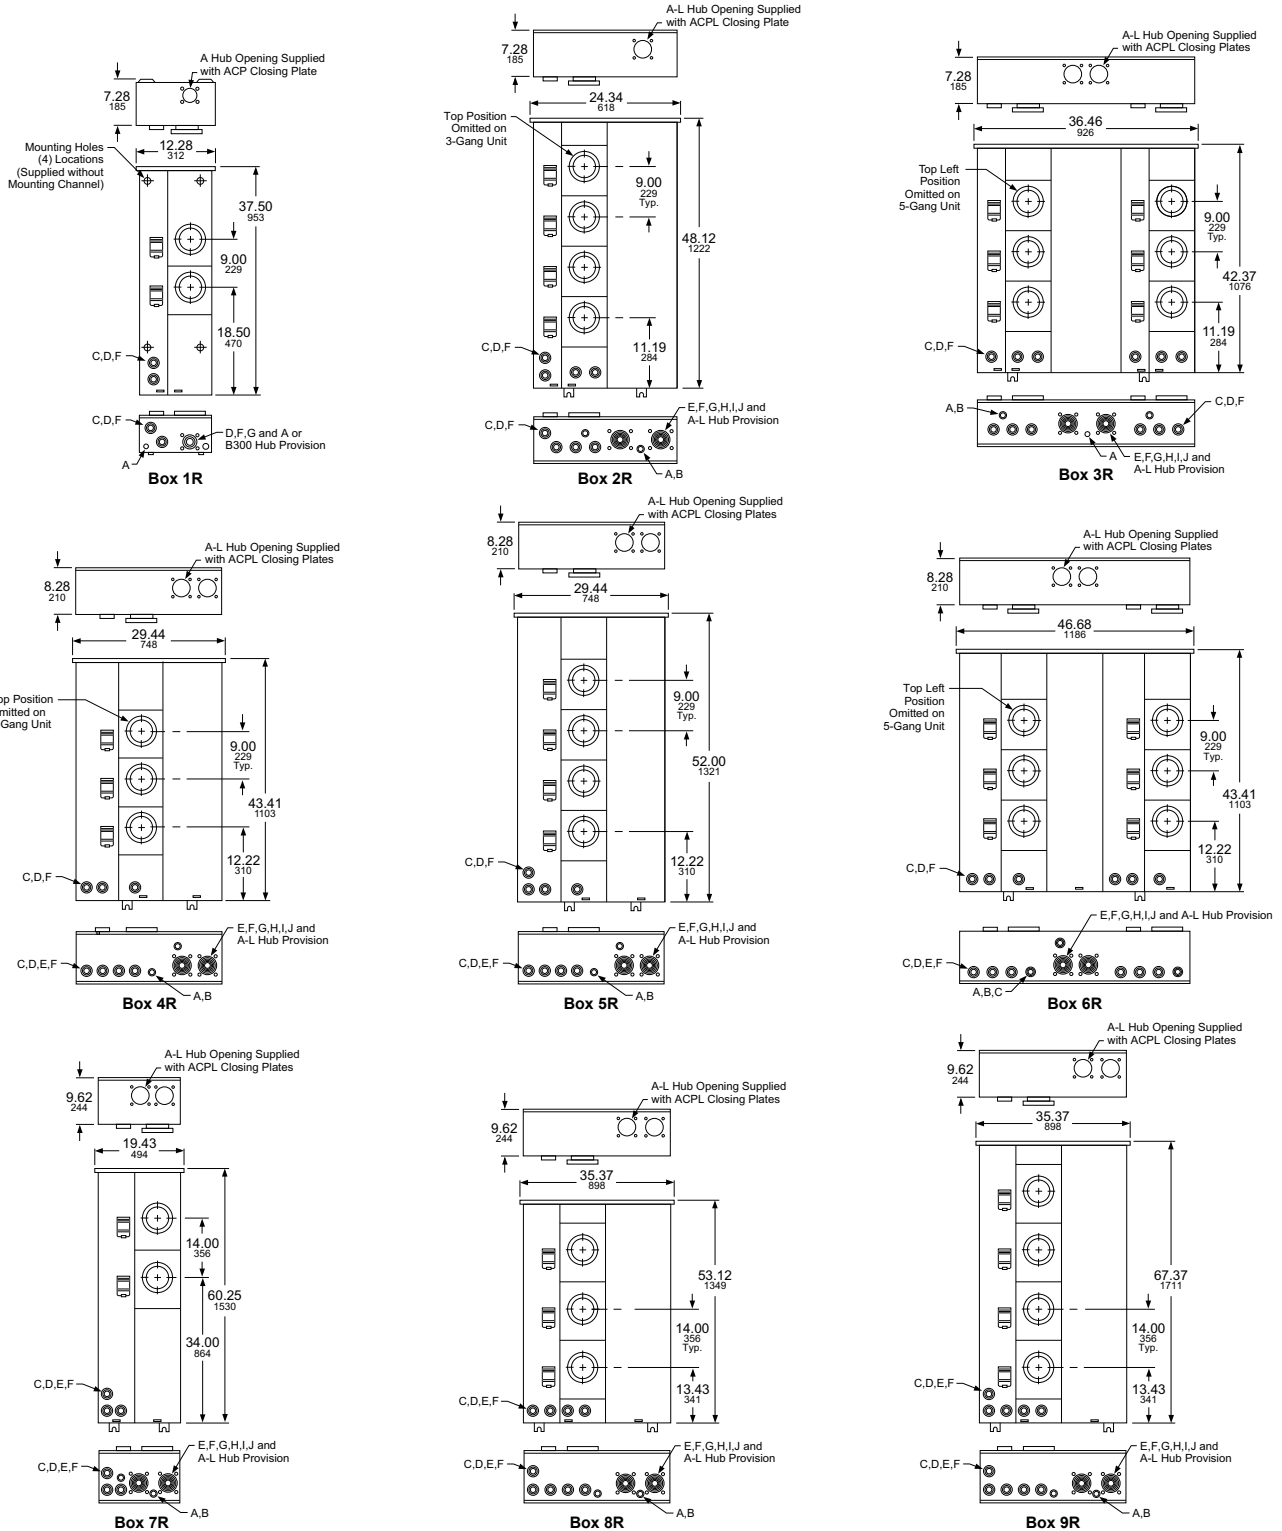 A Hub Opening Supplied
with ACP Closing Plate
7.28
185
12.28
312
Mounting Holes
(4) Locations
(Supplied without
Mounting Channel)
37.50
953
9.00
229
18.50
470
C,D,F
C,D,F
D,F,G and A or
B300 Hub Provision
A
Box 1R
A-L Hub Opening Supplied
with ACPL Closing Plate
7.28
185
24.34
618
Top Position
Omitted on
3-Gang Unit
9.00
229
Typ.
48.12
1222
11.19
284
C,D,F
C,D,F
E,F,G,H,I,J and
A-L Hub Provision
A,B
Box 2R
A-L Hub Opening Supplied
with ACPL Closing Plates
7.28
185
36.46
926
Top Left
Position
Omitted on
5-Gang Unit
9.00
229
Typ.
42.37
1076
11.19
284
C,D,F
A,B
C,D,F
A
E,F,G,H,I,J and
A-L Hub Provision
Box 3R
A-L Hub Opening Supplied
with ACPL Closing Plates
8.28
210
29.44
748
op Position
mitted on
Gang Unit
9.00
229
Typ.
43.41
1103
12.22
310
C,D,F
C,D,E,F
E,F,G,H,I,J and
A-L Hub Provision
A,B
Box 4R
A-L Hub Opening Supplied
with ACPL Closing Plates
8.28
210
29.44
748
9.00
229
Typ.
52.00
1321
12.22
310
C,D,F
C,D,E,F
E,F,G,H,I,J and
A-L Hub Provision
A,B
Box 5R
A-L Hub Opening Supplied
with ACPL Closing Plates
8.28
210
46.68
1186
Top Left
Position
Omitted on
5-Gang Unit
9.00
229
Typ.
43.41
1103
12.22
310
C,D,F
E,F,G,H,I,J and A-L Hub Provision
C,D,E,F
A,B,C
Box 6R
A-L Hub Opening Supplied
with ACPL Closing Plates
9.62
244
19.43
494
14.00
356
60.25
1530
34.00
864
C,D,E,F
C,D,E,F
E,F,G,H,I,J and
A-L Hub Provision
A,B
Box 7R
A-L Hub Opening Supplied
with ACPL Closing Plates
9.62
244
35.37
898
53.12
1349
14.00
356
Typ.
13.43
341
C,D,E,F
C,D,E,F
E,F,G,H,I,J and
A-L Hub Provision
A,B
Box 8R
A-L Hub Opening Supplied
with ACPL Closing Plates
9.62
244
35.37
898
67.37
1711
14.00
356
Typ.
13.43
341
C,D,E,F
C,D,E,F
E,F,G,H,I,J and
A-L Hub Provision
A,B
Box 9R